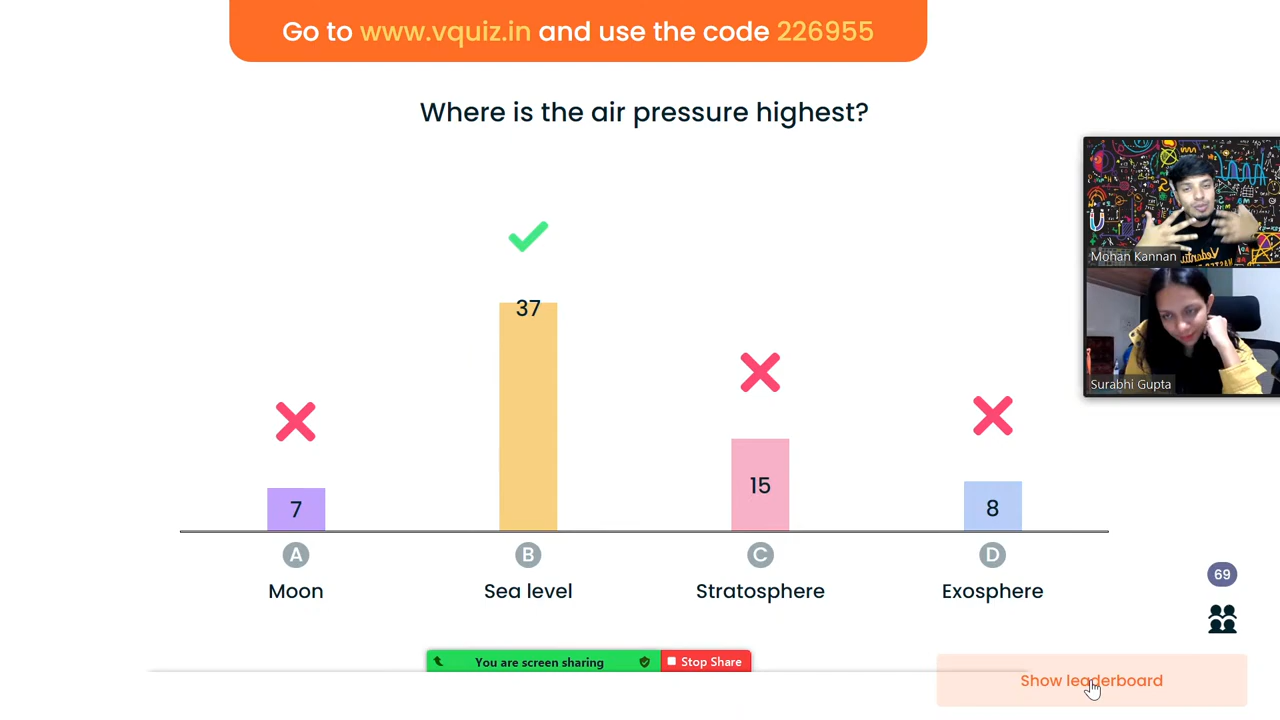 Go to www.vquiz.in and use the code 226955
Where is the air pressure highest?
37
15
7
8
A
B
C
D
Moon
Sea level
Stratosphere
Exosphere
Mohan Kannan
Surabhi Gupta
69
You are screen sharing
Stop Share
Show leaderboard